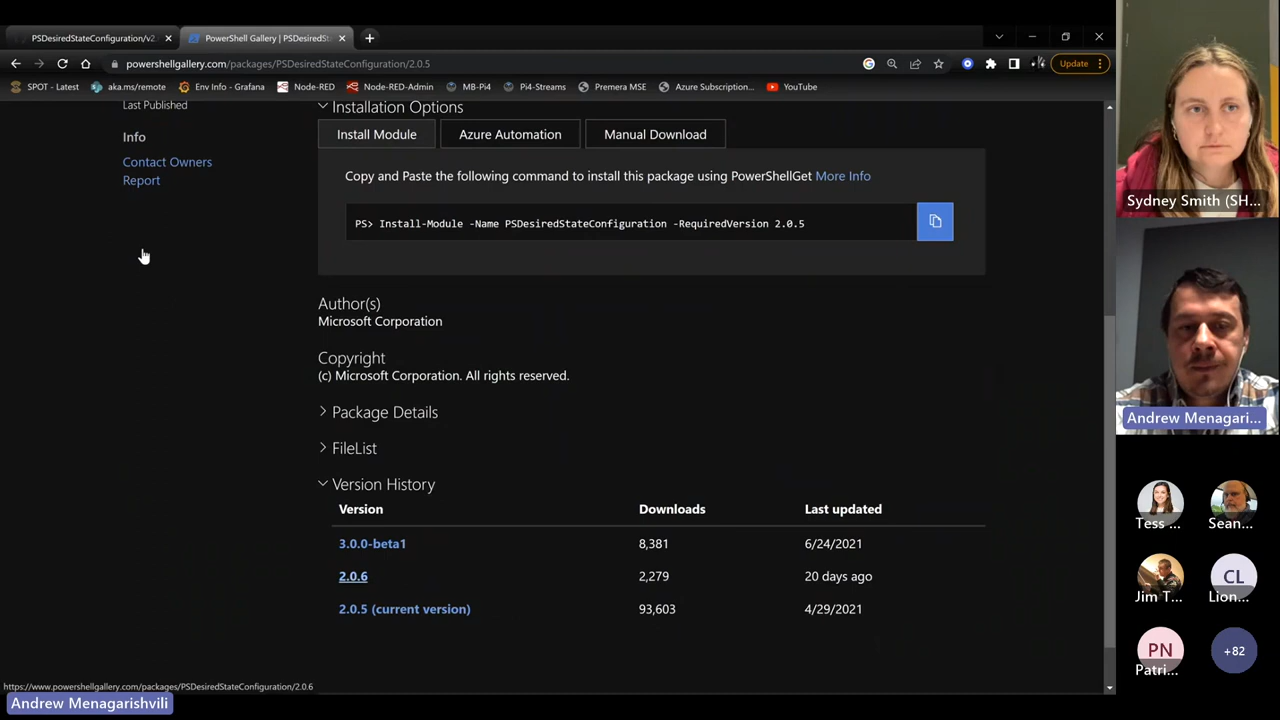 PSDesiredStateConfiguration/v2
PowerShell Gallery | PSDesiredSt
powershellgallery.com/packages/PSDesiredStateConfiguration/2.0.5
Update
SPOT - Latest
aka.ms/remote
Env Info - Grafana
Node-RED
Node-RED-Admin
MB-Pi4
Pi4-Streams
Premera MSE
Azure Subscription...
YouTube
Last Published
Info
Contact Owners
Report
Installation Options
Install Module
Azure Automation
Manual Download
Copy and Paste the following command to install this package using PowerShellGet More Info
PS> Install-Module -Name PSDesiredStateConfiguration -RequiredVersion 2.0.5
Author(s)
Microsoft Corporation
Copyright
(c) Microsoft Corporation. All rights reserved.
Package Details
FileList
Version History
Version Downloads Last updated
3.0.0-beta1 8,381 6/24/2021
2.0.6 2,279 20 days ago
2.0.5 (current version) 93,603 4/29/2021
https://www.powershellgallery.com/packages/PSDesiredStateConfiguration/2.0.6
Andrew Menagarishvili
Sydney Smith (SH...
Andrew Menagari...
Tess ...
Sean...
Jim T...
CL
Lion...
PN
Patri...
+82